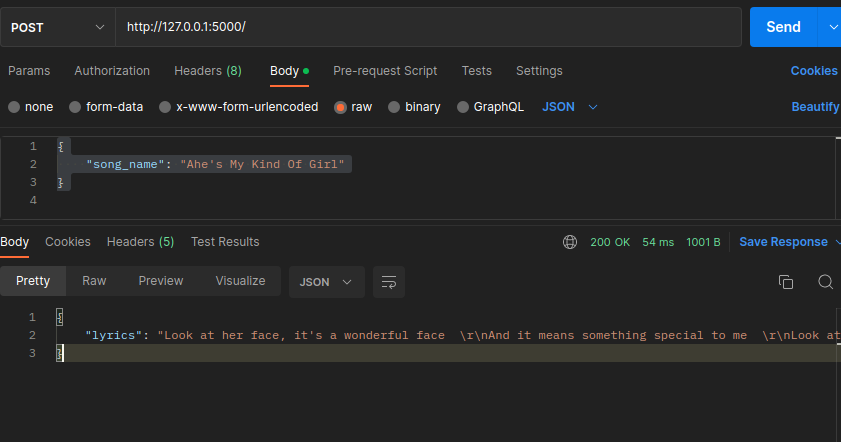 POST http://127.0.0.1:5000/ Send
Params Authorization Headers (8) Body Pre-request Script Tests Settings Cookies
none form-data x-www-form-urlencoded raw binary GraphQL JSON Beautify
1 {
2 "song_name": "Ahe's My Kind Of Girl"
3 }
4
Body Cookies Headers (5) Test Results 200 OK 54 ms 1001 B Save Response
Pretty Raw Preview Visualize JSON
1 {
2 "lyrics": "Look at her face, it's a wonderful face  \r\nAnd it means something special to me  \r\nLook at
3 }